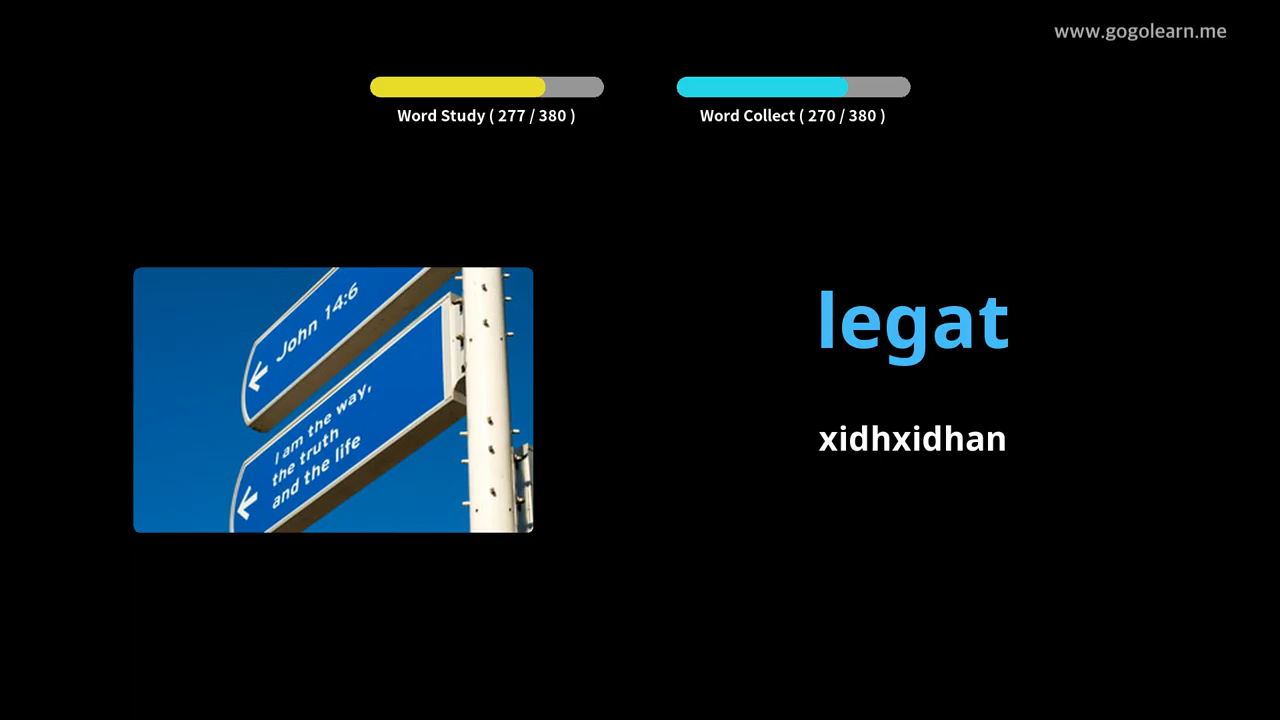 www.gogolearn.me
Word Study ( 277 / 380 )
Word Collect ( 270 / 380 )
John 14:6
I am the way,
the truth
and the life
legat
xidhxidhan